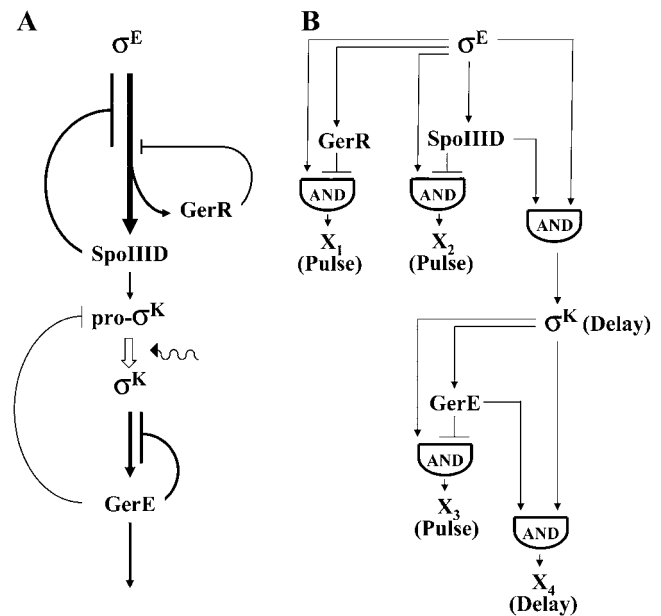 A
σE
GerR
SpoIIID
pro-σK
σK
GerE
B
σE
GerR
SpoIIID
AND
AND
AND
X1
(Pulse)
X2
(Pulse)
σK (Delay)
GerE
AND
X3
(Pulse)
AND
X4
(Delay)